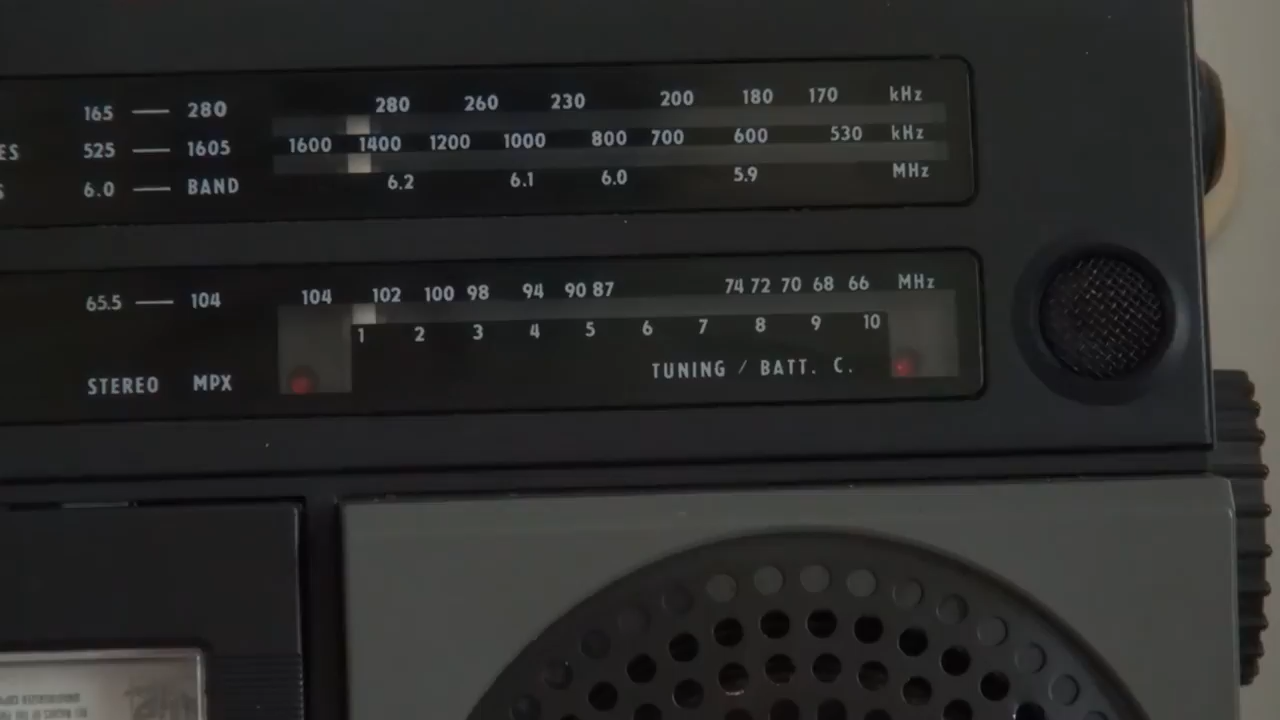 165 — 280 280 260 230 200 180 170 kHz
ES 525 — 1605 1600 1400 1200 1000 800 700 600 530 kHz
S 6.0 — BAND 6.2 6.1 6.0 5.9 MHz
65.5 — 104 104 102 100 98 94 90 87 74 72 70 68 66 MHz
1 2 3 4 5 6 7 8 9 10
STEREO MPX TUNING / BATT. C.